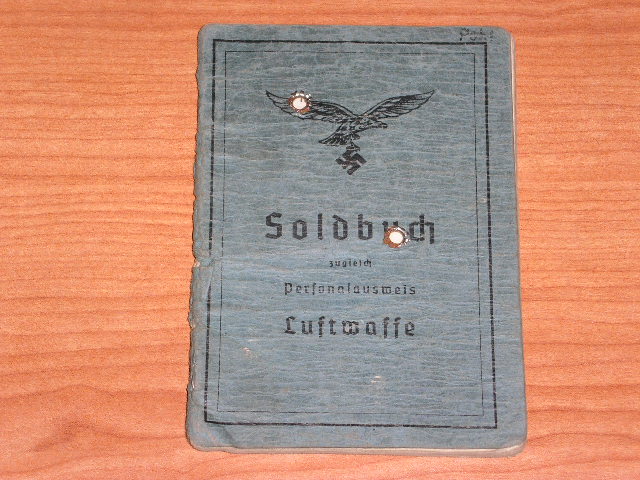 Soldbuch
zugleich
Personalausweis
Luftwaffe